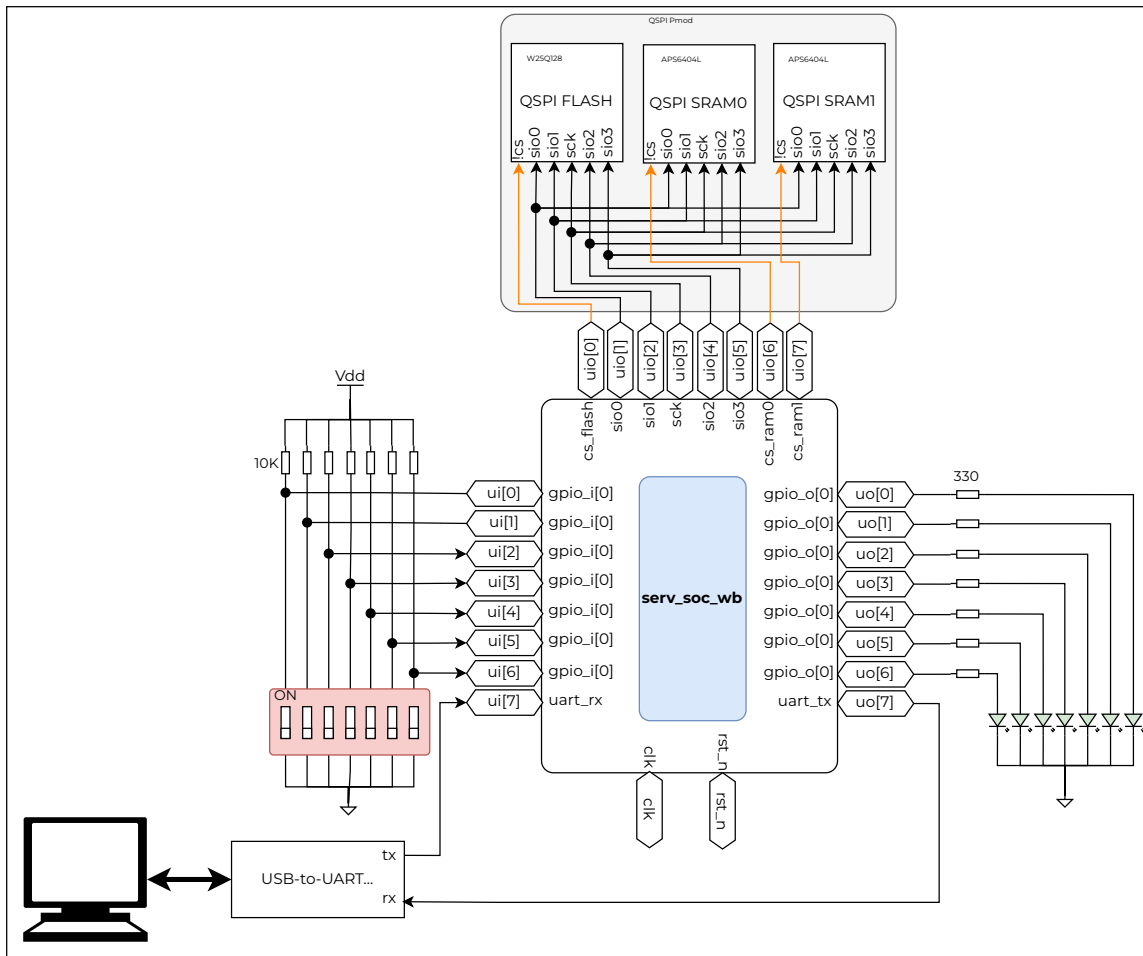 QSPI Pmod
W25Q128
APS6404L
APS6404L
QSPI FLASH
QSPI SRAM0
QSPI SRAM1
!cs
sio0
sio1
sck
sio2
sio3
!cs
sio0
sio1
sck
sio2
sio3
!cs
sio0
sio1
sck
sio2
sio3
uio[0]
uio[1]
uio[2]
uio[3]
uio[4]
uio[5]
uio[6]
uio[7]
cs_flash
sio0
sio1
sck
sio2
sio3
cs_ram0
cs_ram1
Vdd
10K
330
ui[0]
gpio_i[0]
gpio_o[0]
uo[0]
ui[1]
gpio_i[0]
gpio_o[0]
uo[1]
ui[2]
gpio_i[0]
gpio_o[0]
uo[2]
ui[3]
gpio_i[0]
gpio_o[0]
uo[3]
serv_soc_wb
ui[4]
gpio_i[0]
gpio_o[0]
uo[4]
ui[5]
gpio_i[0]
gpio_o[0]
uo[5]
ui[6]
gpio_i[0]
gpio_o[0]
uo[6]
ui[7]
uart_rx
uart_tx
uo[7]
ON
clk
rst_n
clk
rst_n
tx
USB-to-UART...
rx